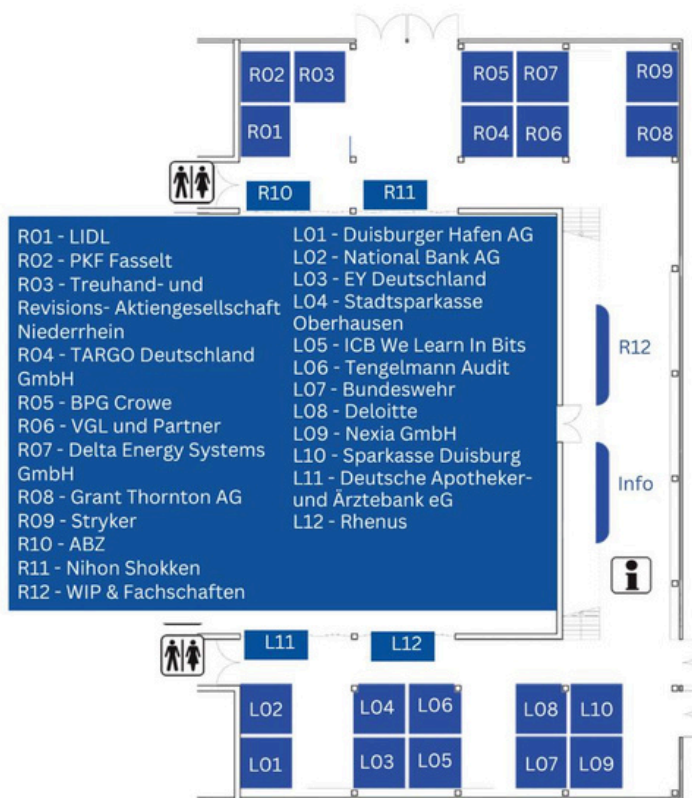 R02 R03 R05 R07 R09
R01 R04 R06 R08
R10 R11
R01 - LIDL
R02 - PKF Fasselt
R03 - Treuhand- und
Revisions- Aktiengesellschaft
Niederrhein
R04 - TARGO Deutschland
GmbH
R05 - BPG Crowe
R06 - VGL und Partner
R07 - Delta Energy Systems
GmbH
R08 - Grant Thornton AG
R09 - Stryker
R10 - ABZ
R11 - Nihon Shokken
R12 - WIP & Fachschaften
L01 - Duisburger Hafen AG
L02 - National Bank AG
L03 - EY Deutschland
L04 - Stadtsparkasse
Oberhausen
L05 - ICB We Learn In Bits
L06 - Tengelmann Audit
L07 - Bundeswehr
L08 - Deloitte
L09 - Nexia GmbH
L10 - Sparkasse Duisburg
L11 - Deutsche Apotheker-
und Ärztebank eG
L12 - Rhenus
R12
Info
i
L11 L12
L02 L04 L06 L08 L10
L01 L03 L05 L07 L09